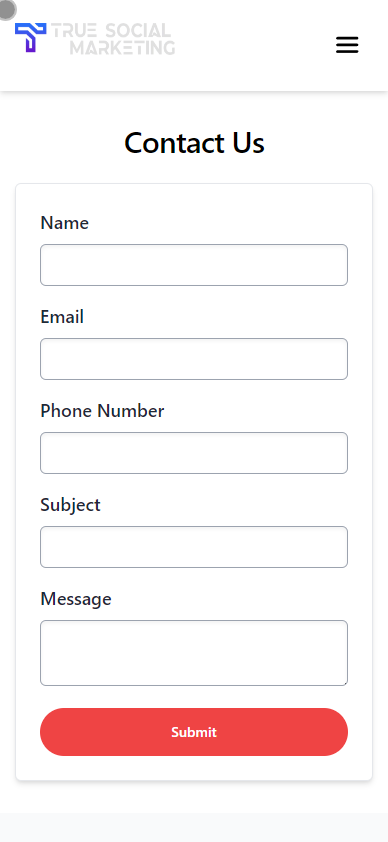 TRUE SOCIAL
MARKETING
Contact Us
Name
Email
Phone Number
Subject
Message
Submit